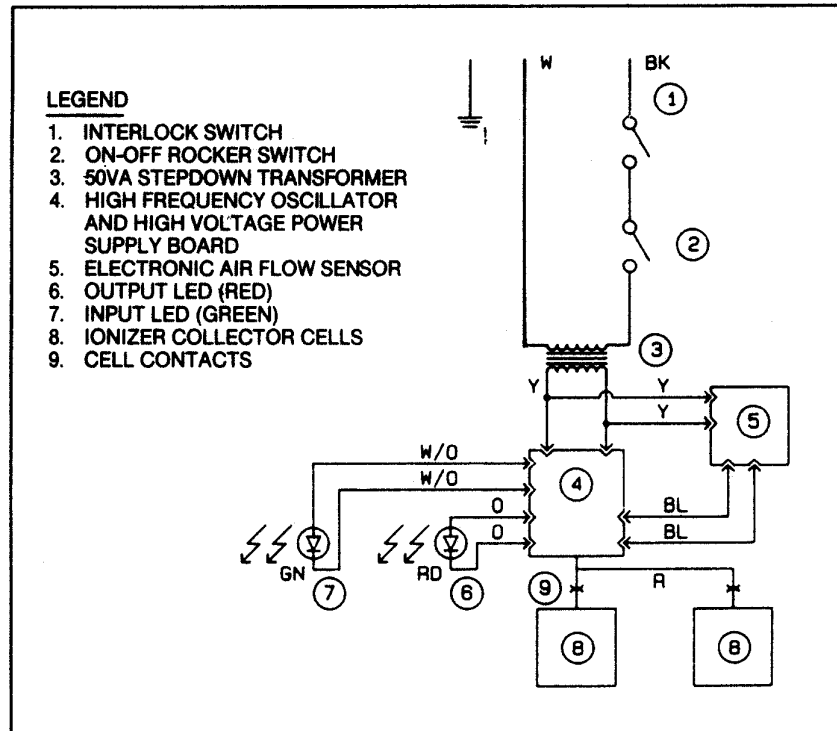 W
BK
LEGEND
1
1. INTERLOCK SWITCH
2. ON-OFF ROCKER SWITCH
3. 50VA STEPDOWN TRANSFORMER
4. HIGH FREQUENCY OSCILLATOR
AND HIGH VOLTAGE POWER
SUPPLY BOARD
5. ELECTRONIC AIR FLOW SENSOR
6. OUTPUT LED (RED)
7. INPUT LED (GREEN)
8. IONIZER COLLECTOR CELLS
9. CELL CONTACTS
2
3
Y
Y
Y
5
W/O
W/O
4
O
O
BL
BL
GN
7
RD
6
9
R
8
8